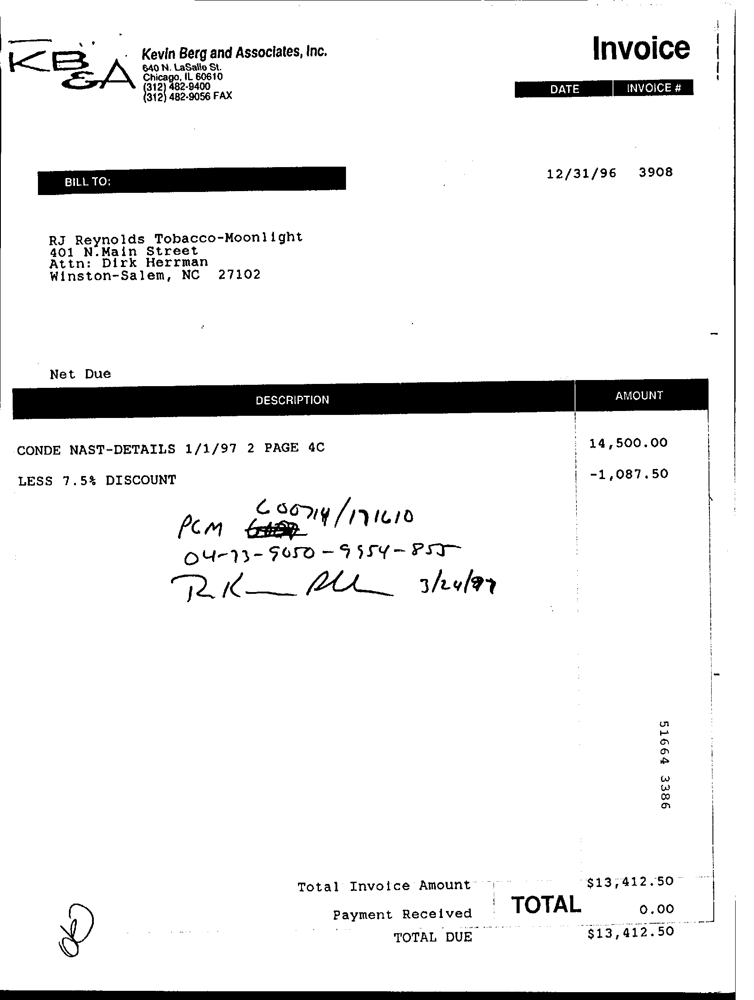 KB&A
Kevin Berg and Associates, Inc.
640 N. LaSalle St.
Chicago, IL 60610
(312) 482-9400
(312) 482-9056 FAX
Invoice
DATE INVOICE #
12/31/96 3908
BILL TO:
RJ Reynolds Tobacco-Moonlight
401 N.Main Street
Attn: Dirk Herrman
Winston-Salem, NC 27102
Net Due
DESCRIPTION AMOUNT
CONDE NAST-DETAILS 1/1/97 2 PAGE 4C 14,500.00
LESS 7.5% DISCOUNT -1,087.50
PCM 600714/171610
04-73-5050-9954-855
3/24/97
51664 3386
Total Invoice Amount $13,412.50
TOTAL
Payment Received 0.00
TOTAL DUE $13,412.50